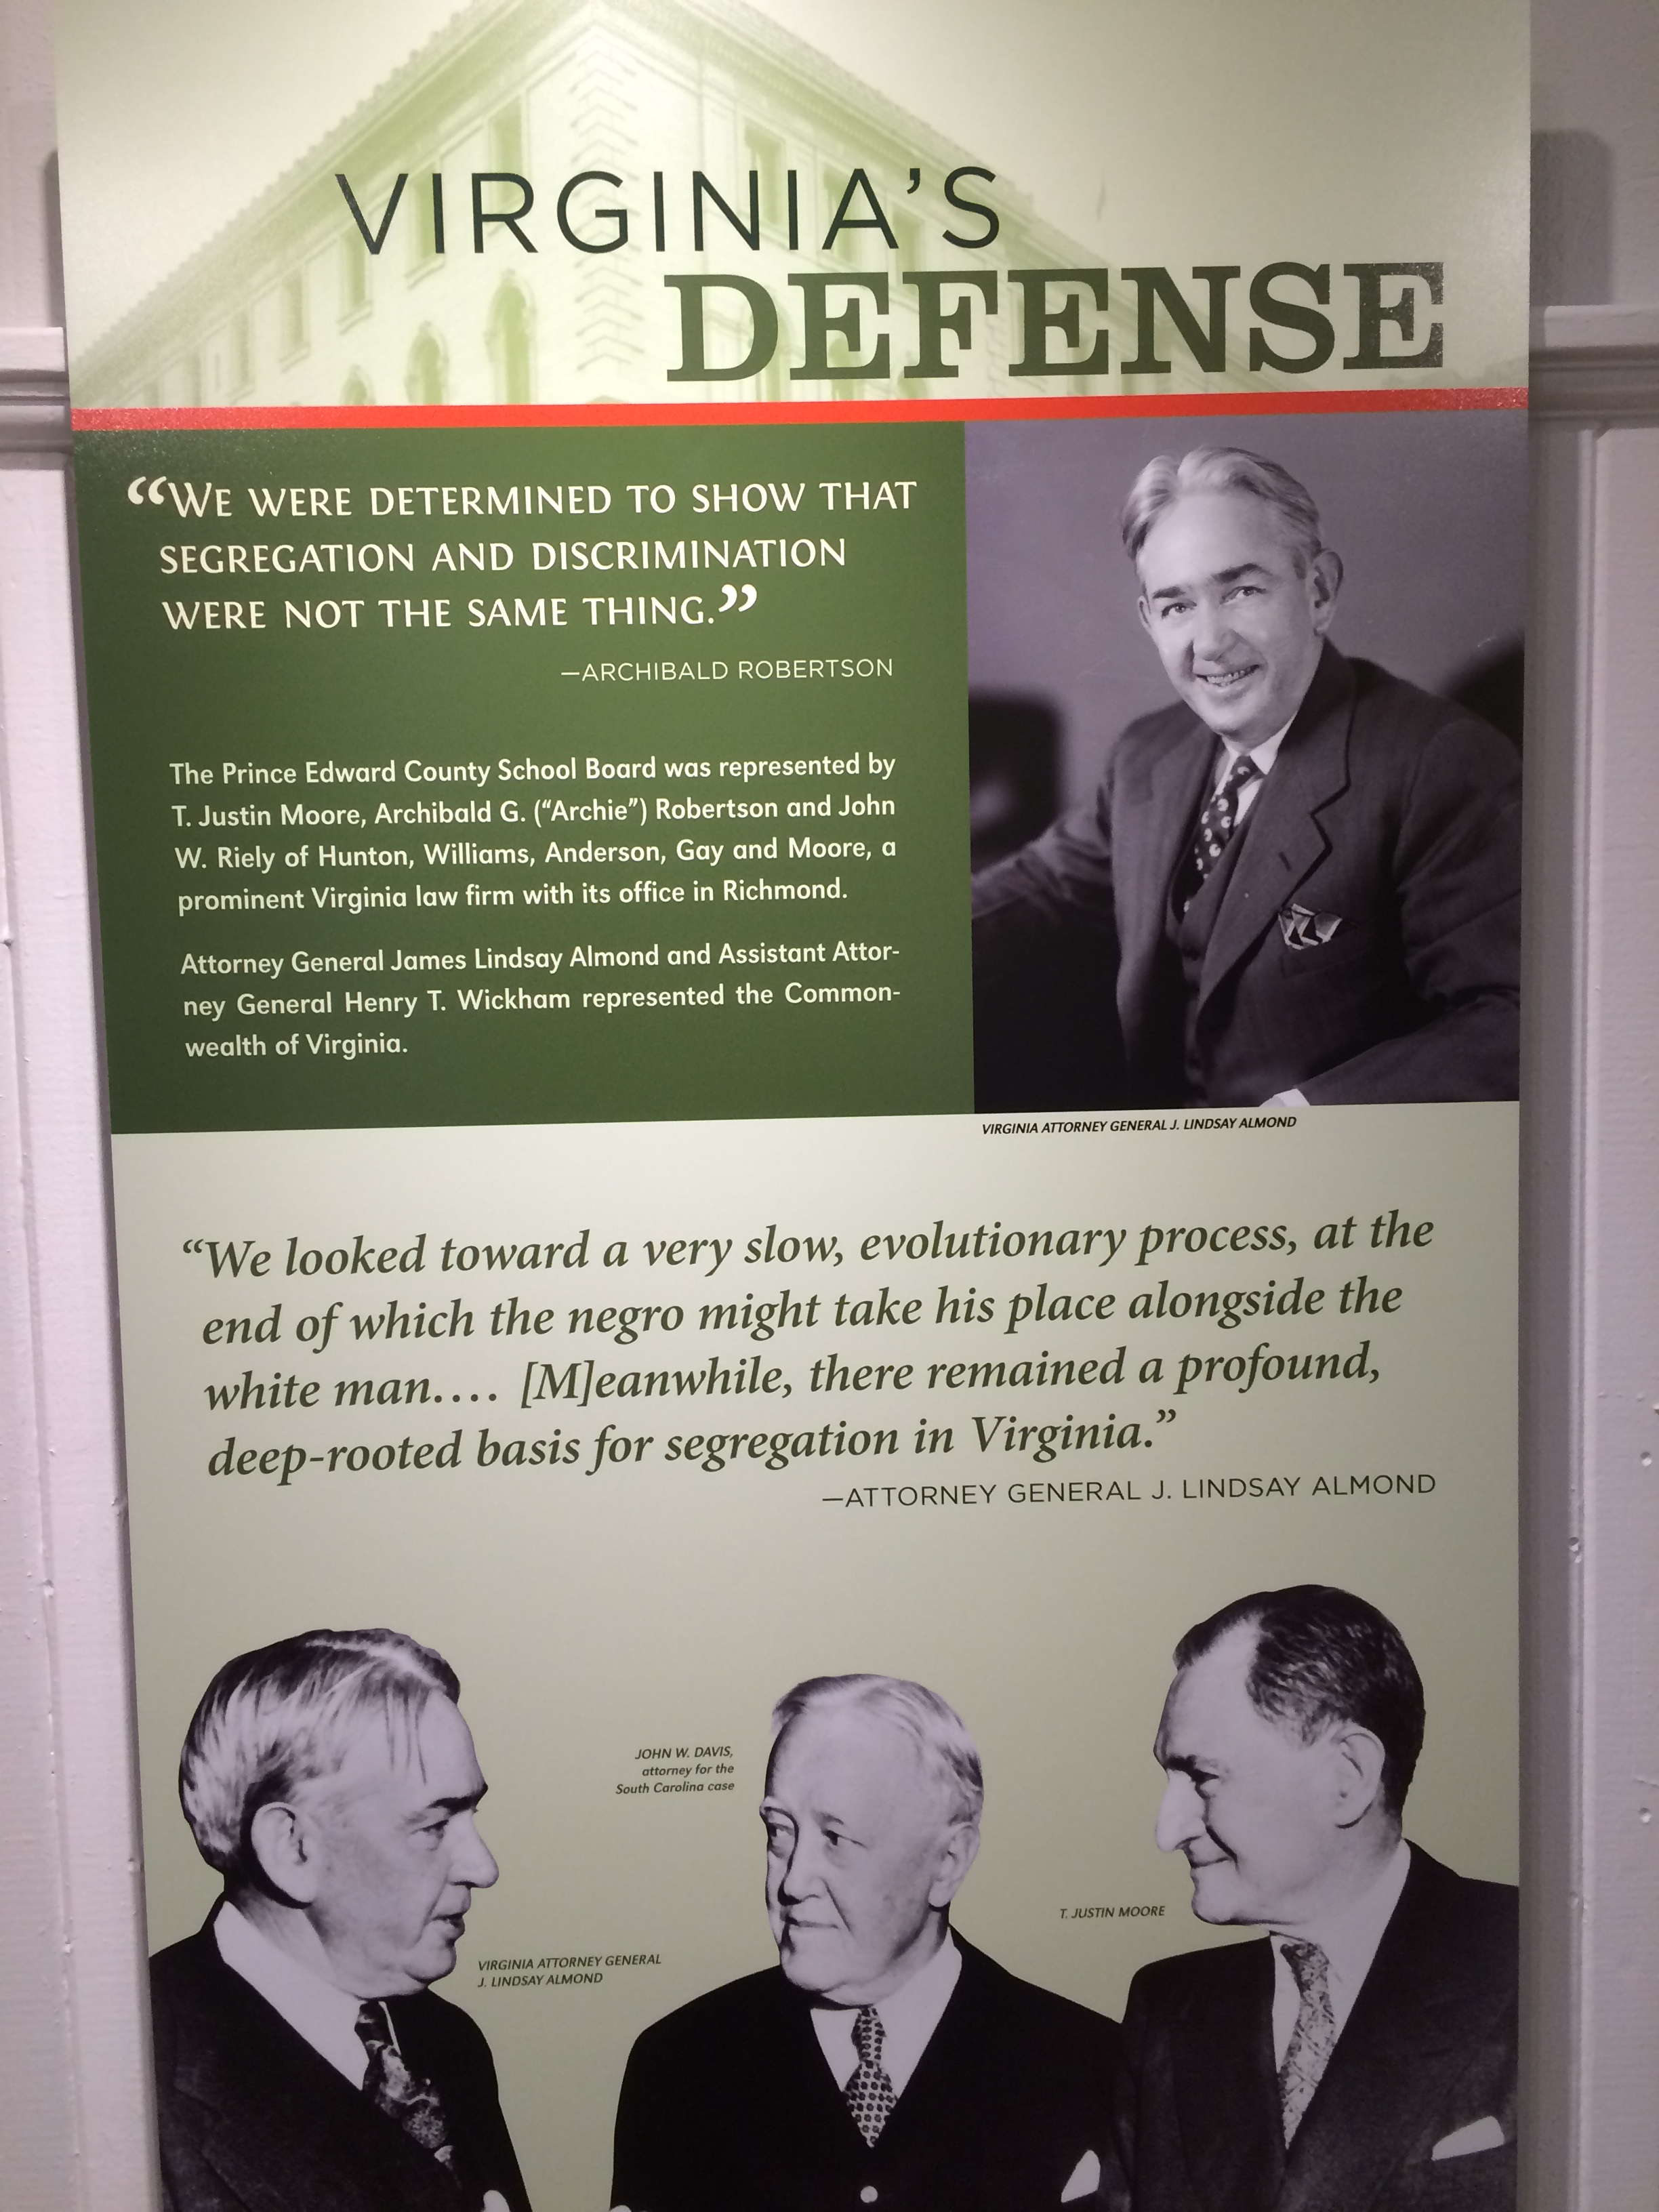 VIRGINIA'S
DEFENSE
“WE WERE DETERMINED TO SHOW THAT
SEGREGATION AND DISCRIMINATION
WERE NOT THE SAME THING.”
—ARCHIBALD ROBERTSON
The Prince Edward County School Board was represented by
T. Justin Moore, Archibald G. (“Archie”) Robertson and John
W. Riely of Hunton, Williams, Anderson, Gay and Moore, a
prominent Virginia law firm with its office in Richmond.
Attorney General James Lindsay Almond and Assistant Attor-
ney General Henry T. Wickham represented the Common-
wealth of Virginia.
VIRGINIA ATTORNEY GENERAL J. LINDSAY ALMOND
“We looked toward a very slow, evolutionary process, at the
end of which the negro might take his place alongside the
white man.... [M]eanwhile, there remained a profound,
deep-rooted basis for segregation in Virginia.”
—ATTORNEY GENERAL J. LINDSAY ALMOND
JOHN W. DAVIS,
attorney for the
South Carolina case
T. JUSTIN MOORE
VIRGINIA ATTORNEY GENERAL
J. LINDSAY ALMOND